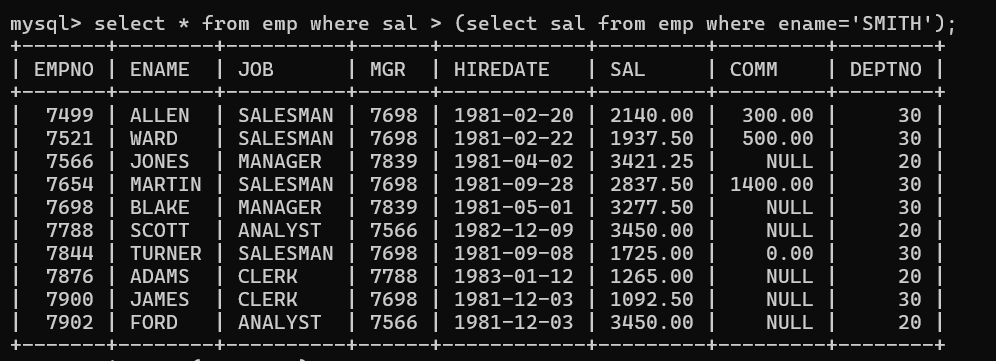 mysql> select * from emp where sal > (select sal from emp where ename='SMITH');
+-------+--------+----------+------+------------+---------+---------+--------+
| EMPNO | ENAME  | JOB      | MGR  | HIREDATE   | SAL     | COMM    | DEPTNO |
+-------+--------+----------+------+------------+---------+---------+--------+
|  7499 | ALLEN  | SALESMAN | 7698 | 1981-02-20 | 2140.00 |  300.00 |     30 |
|  7521 | WARD   | SALESMAN | 7698 | 1981-02-22 | 1937.50 |  500.00 |     30 |
|  7566 | JONES  | MANAGER  | 7839 | 1981-04-02 | 3421.25 |    NULL |     20 |
|  7654 | MARTIN | SALESMAN | 7698 | 1981-09-28 | 2837.50 | 1400.00 |     30 |
|  7698 | BLAKE  | MANAGER  | 7839 | 1981-05-01 | 3277.50 |    NULL |     30 |
|  7788 | SCOTT  | ANALYST  | 7566 | 1982-12-09 | 3450.00 |    NULL |     20 |
|  7844 | TURNER | SALESMAN | 7698 | 1981-09-08 | 1725.00 |    0.00 |     30 |
|  7876 | ADAMS  | CLERK    | 7788 | 1983-01-12 | 1265.00 |    NULL |     20 |
|  7900 | JAMES  | CLERK    | 7698 | 1981-12-03 | 1092.50 |    NULL |     30 |
|  7902 | FORD   | ANALYST  | 7566 | 1981-12-03 | 3450.00 |    NULL |     20 |
+-------+--------+----------+------+------------+---------+---------+--------+